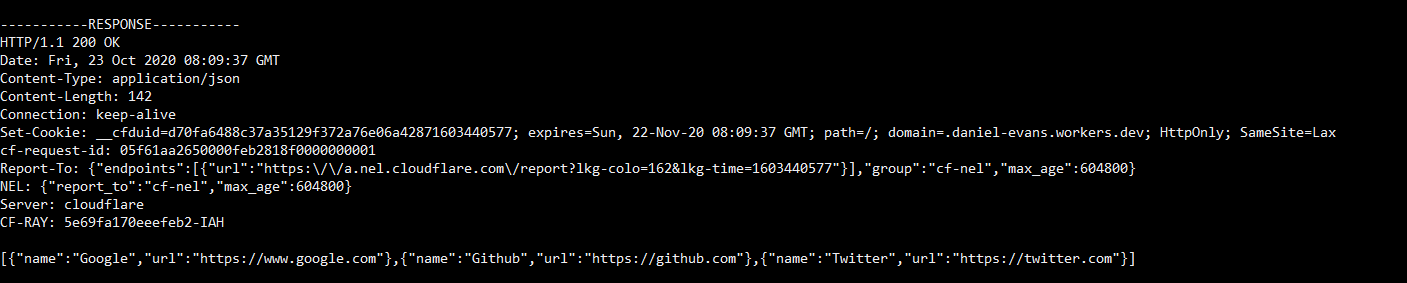 -----------RESPONSE-----------
HTTP/1.1 200 OK
Date: Fri, 23 Oct 2020 08:09:37 GMT
Content-Type: application/json
Content-Length: 142
Connection: keep-alive
Set-Cookie: __cfduid=d70fa6488c37a35129f372a76e06a42871603440577; expires=Sun, 22-Nov-20 08:09:37 GMT; path=/; domain=.daniel-evans.workers.dev; HttpOnly; SameSite=Lax
cf-request-id: 05f61aa2650000feb2818f0000000001
Report-To: {"endpoints":[{"url":"https:\/\/a.nel.cloudflare.com\/report?lkg-colo=162&lkg-time=1603440577"}],"group":"cf-nel","max_age":604800}
NEL: {"report_to":"cf-nel","max_age":604800}
Server: cloudflare
CF-RAY: 5e69fa170eeefeb2-IAH
[{"name":"Google","url":"https://www.google.com"},{"name":"Github","url":"https://github.com"},{"name":"Twitter","url":"https://twitter.com"}]